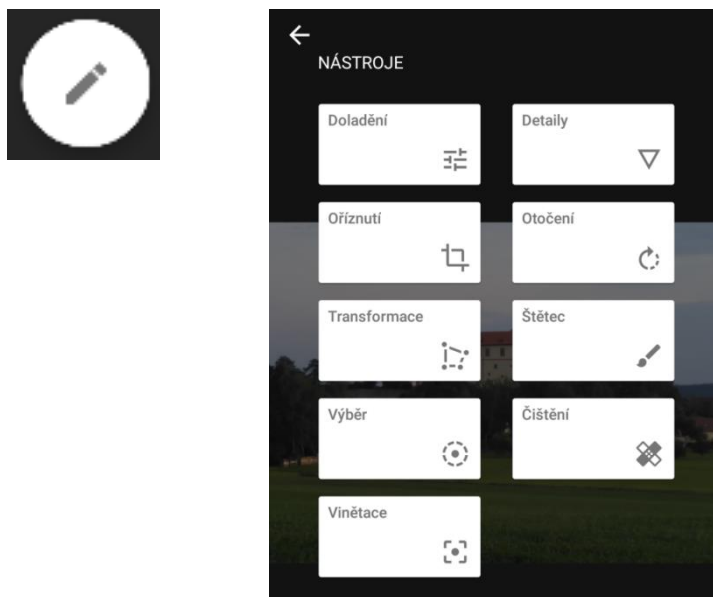 NÁSTROJE
Doladění
Detaily
Oříznutí
Otočení
Transformace
Štětec
Výběr
Čištění
Vinětace